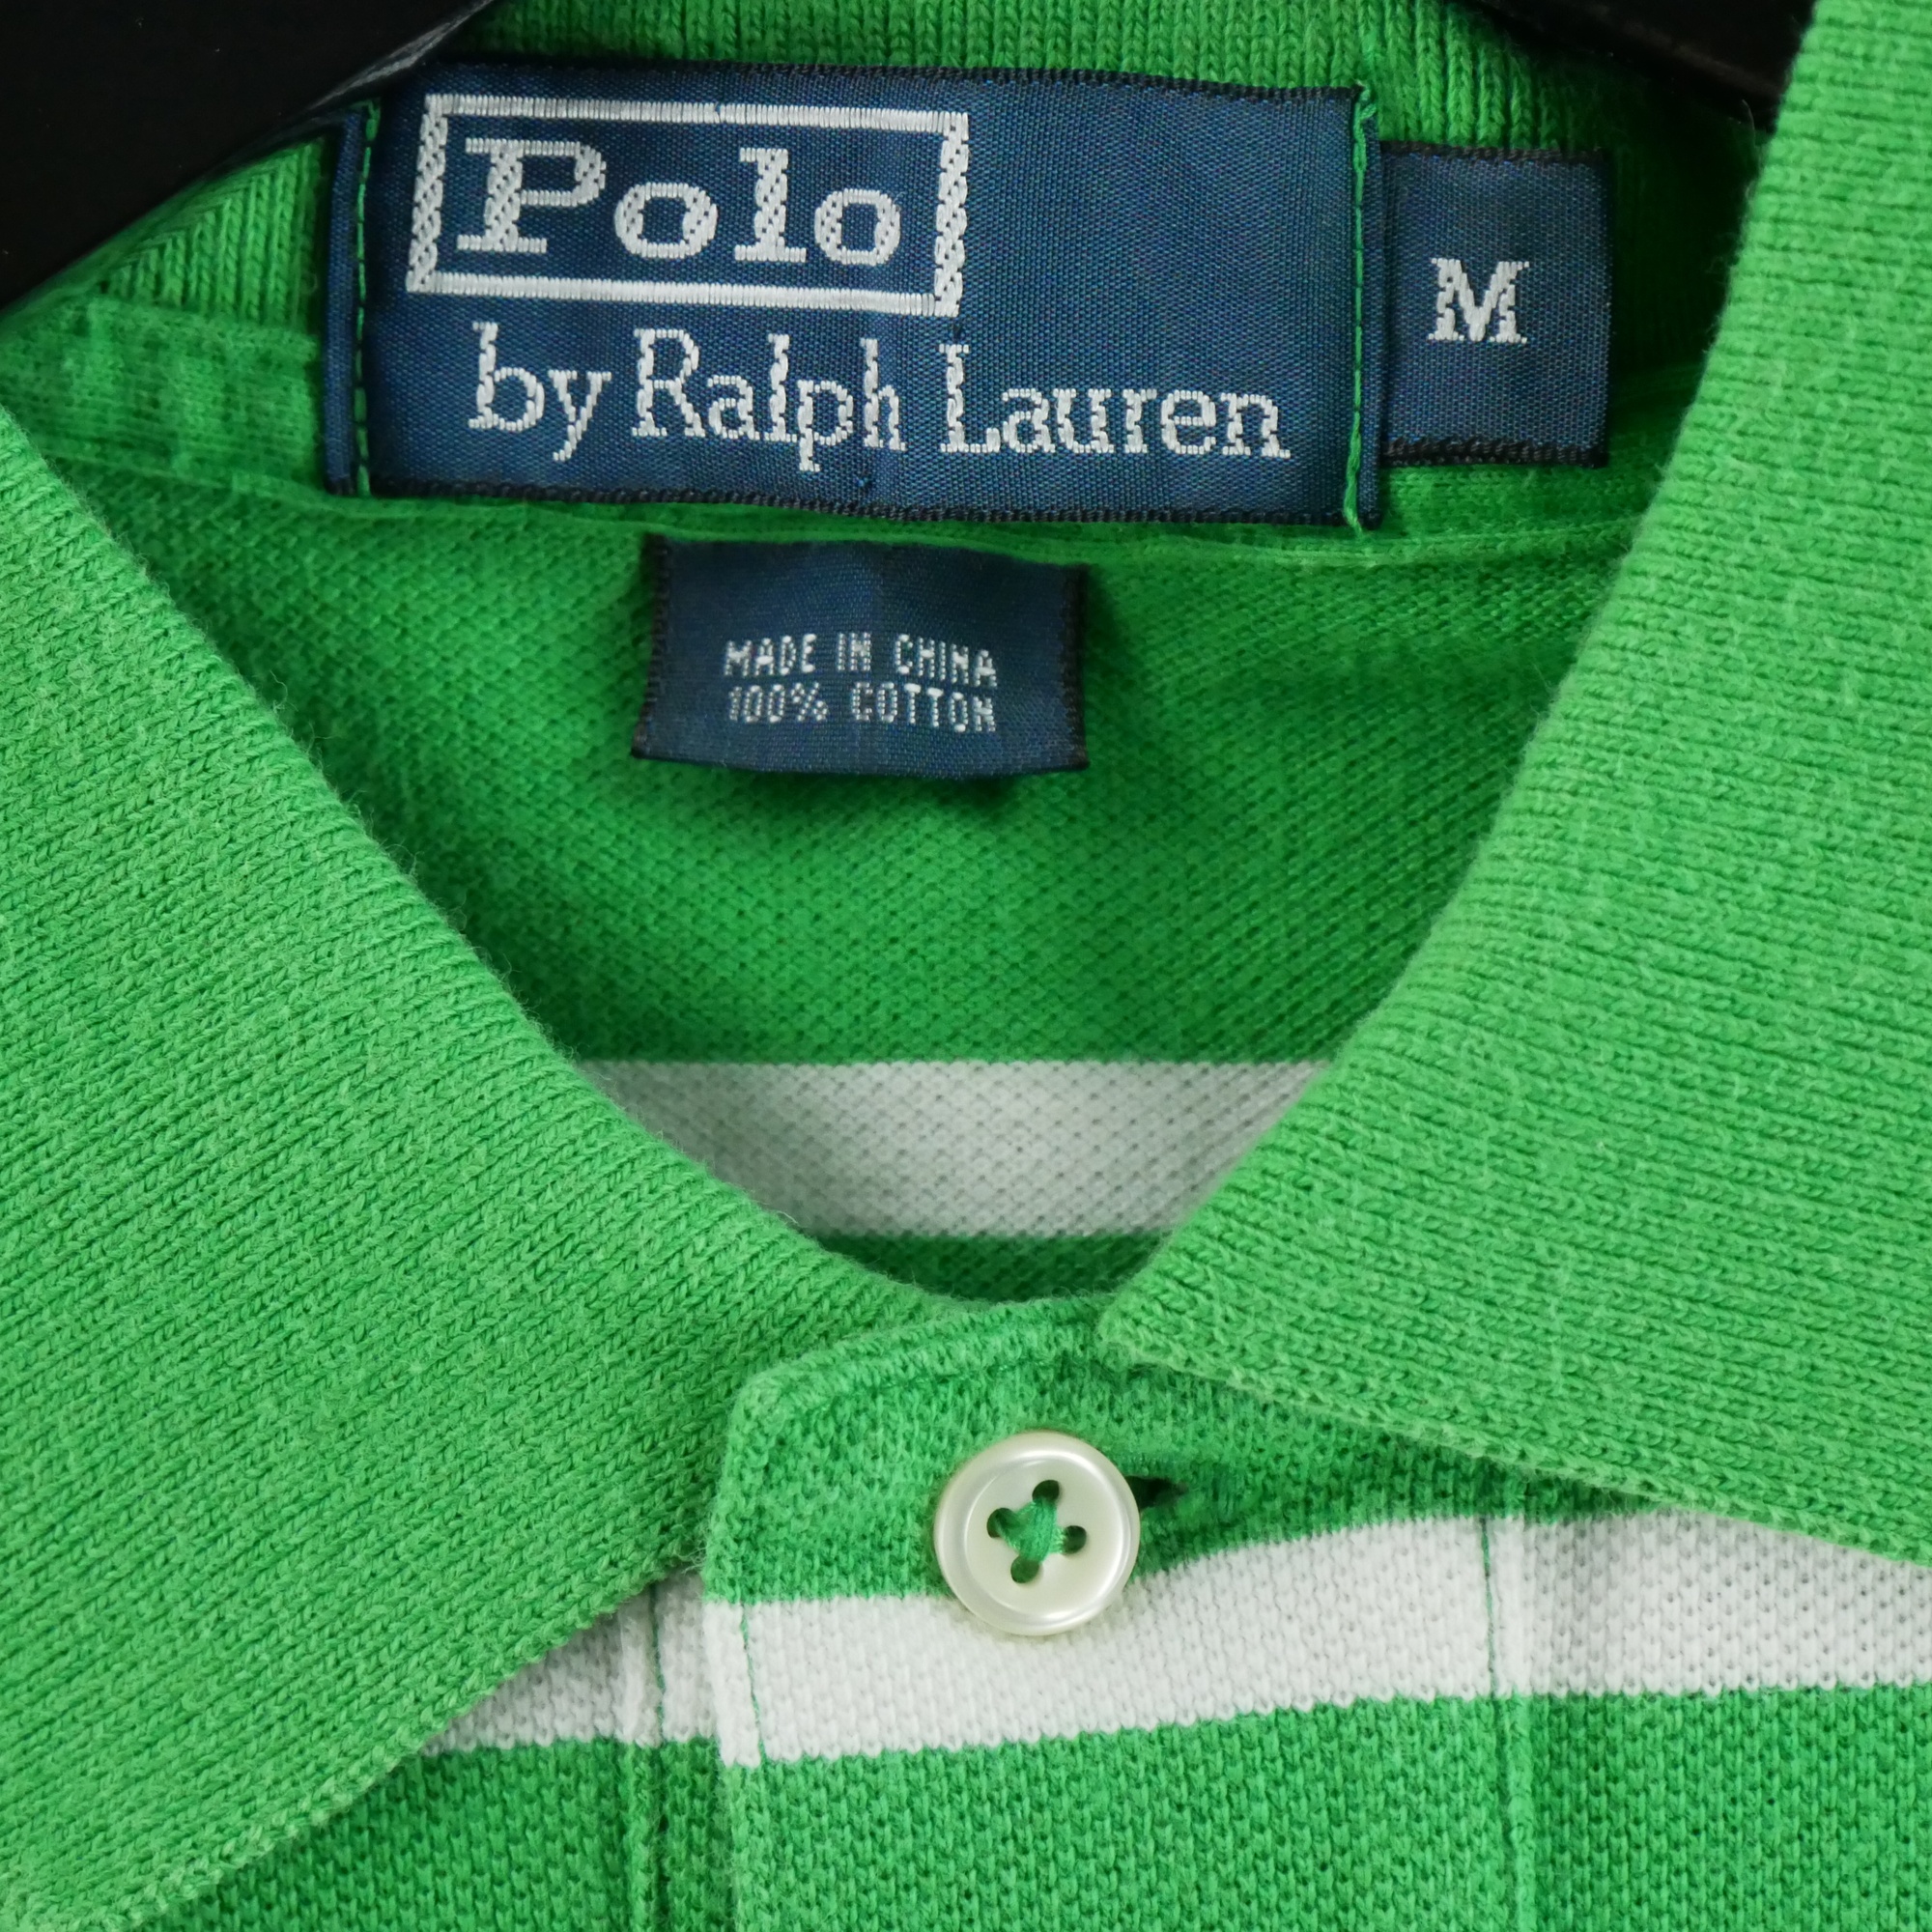 Polo
by Ralph Lauren
M
MADE IN CHINA
100% COTTON